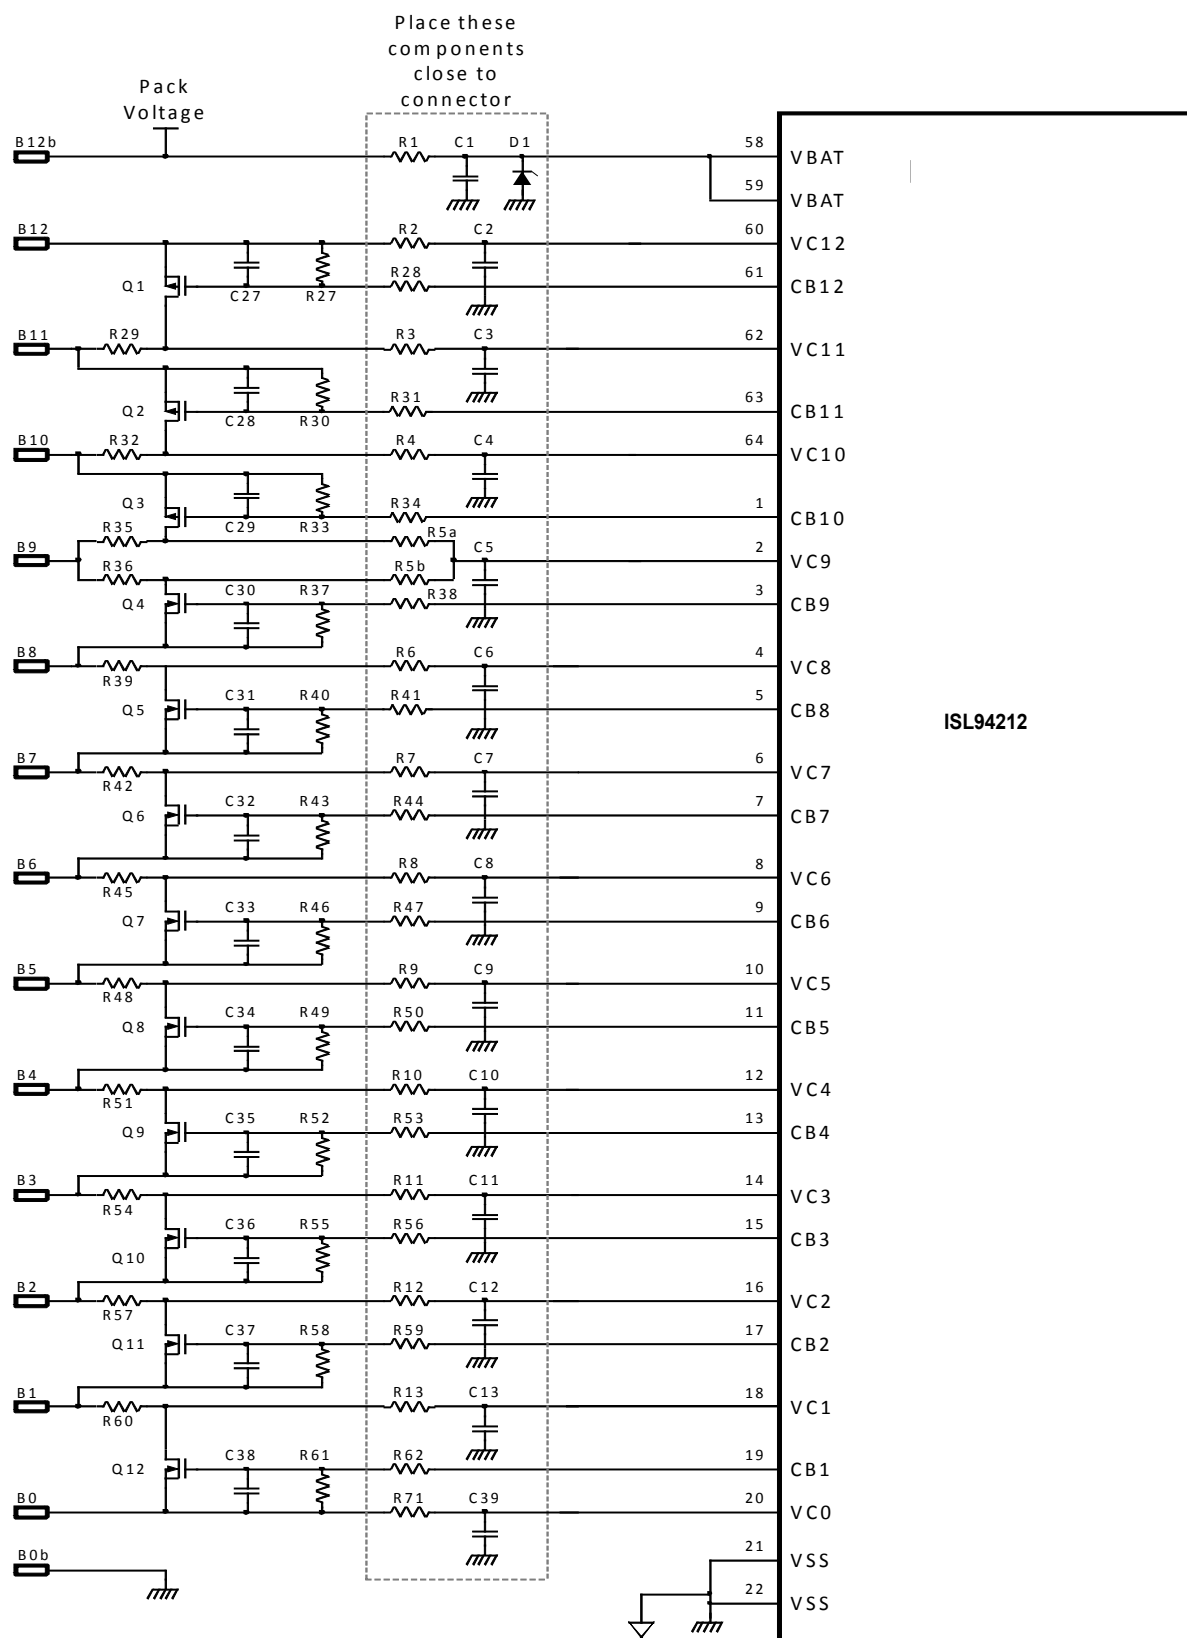 Place these
components
close to
connector
Pack
Voltage
B12b R1 C1 D1 58 VBAT
59 VBAT
B12 R2 C2 60 VC12
Q1 C27 R27 R28 61 CB12
B11 R29 R3 C3 62 VC11
Q2 C28 R30 R31 63 CB11
B10 R32 R4 C4 64 VC10
Q3 C29 R33 R34 1 CB10
R35 R5a
B9 C5 2 VC9
R36 R5b
Q4 C30 R37 R38 3 CB9
B8 R39 R6 C6 4 VC8
Q5 C31 R40 R41 5 CB8
ISL94212
B7 R42 R7 C7 6 VC7
Q6 C32 R43 R44 7 CB7
B6 R45 R8 C8 8 VC6
Q7 C33 R46 R47 9 CB6
B5 R48 R9 C9 10 VC5
Q8 C34 R49 R50 11 CB5
B4 R51 R10 C10 12 VC4
Q9 C35 R52 R53 13 CB4
B3 R54 R11 C11 14 VC3
Q10 C36 R55 R56 15 CB3
B2 R57 R12 C12 16 VC2
Q11 C37 R58 R59 17 CB2
B1 R60 R13 C13 18 VC1
Q12 C38 R61 R62 19 CB1
B0 R71 C39 20 VC0
B0b 21 VSS
22 VSS